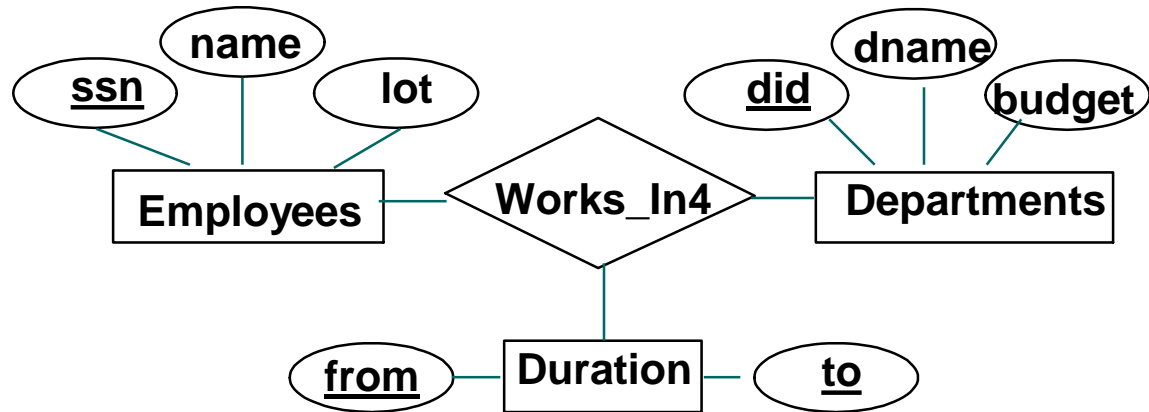 name
ssn
lot
dname
did
budget
Employees
Works_In4
Departments
from
Duration
to